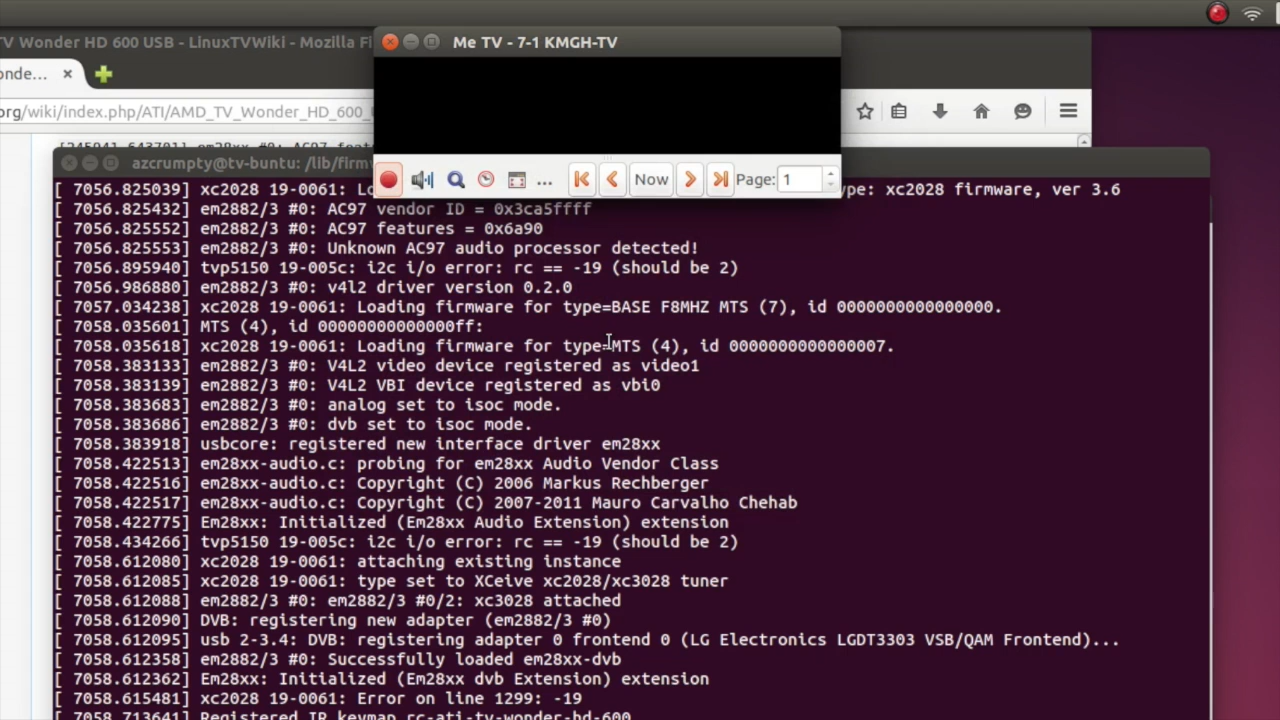 TV Wonder HD 600 USB - LinuxTVWiki - Mozilla Fi
Me TV - 7-1 KMGH-TV
onde...
org/wiki/index.php/ATI/AMD_TV_Wonder_HD_600_
azcrumpty@tv-buntu: /lib/firm
Now
Page: 1
[ 7056.825039] xc2028 19-0061: Lo ype: xc2028 firmware, ver 3.6
[ 7056.825432] em2882/3 #0: AC97 vendor ID = 0x3ca5ffff
[ 7056.825552] em2882/3 #0: AC97 features = 0x6a90
[ 7056.825553] em2882/3 #0: Unknown AC97 audio processor detected!
[ 7056.895940] tvp5150 19-005c: i2c i/o error: rc == -19 (should be 2)
[ 7056.986880] em2882/3 #0: v4l2 driver version 0.2.0
[ 7057.034238] xc2028 19-0061: Loading firmware for type=BASE F8MHZ MTS (7), id 0000000000000000.
[ 7058.035601] MTS (4), id 00000000000000ff:
[ 7058.035618] xc2028 19-0061: Loading firmware for type=MTS (4), id 0000000000000007.
[ 7058.383133] em2882/3 #0: V4L2 video device registered as video1
[ 7058.383139] em2882/3 #0: V4L2 VBI device registered as vbi0
[ 7058.383683] em2882/3 #0: analog set to isoc mode.
[ 7058.383686] em2882/3 #0: dvb set to isoc mode.
[ 7058.383918] usbcore: registered new interface driver em28xx
[ 7058.422513] em28xx-audio.c: probing for em28xx Audio Vendor Class
[ 7058.422516] em28xx-audio.c: Copyright (C) 2006 Markus Rechberger
[ 7058.422517] em28xx-audio.c: Copyright (C) 2007-2011 Mauro Carvalho Chehab
[ 7058.422775] Em28xx: Initialized (Em28xx Audio Extension) extension
[ 7058.434266] tvp5150 19-005c: i2c i/o error: rc == -19 (should be 2)
[ 7058.612080] xc2028 19-0061: attaching existing instance
[ 7058.612085] xc2028 19-0061: type set to XCeive xc2028/xc3028 tuner
[ 7058.612088] em2882/3 #0: em2882/3 #0/2: xc3028 attached
[ 7058.612090] DVB: registering new adapter (em2882/3 #0)
[ 7058.612095] usb 2-3.4: DVB: registering adapter 0 frontend 0 (LG Electronics LGDT3303 VSB/QAM Frontend)...
[ 7058.612358] em2882/3 #0: Successfully loaded em28xx-dvb
[ 7058.612362] Em28xx: Initialized (Em28xx dvb Extension) extension
[ 7058.615481] xc2028 19-0061: Error on line 1299: -19
[ 7058.713641] Registered IR keymap rc-ati-tv-wonder-hd-600